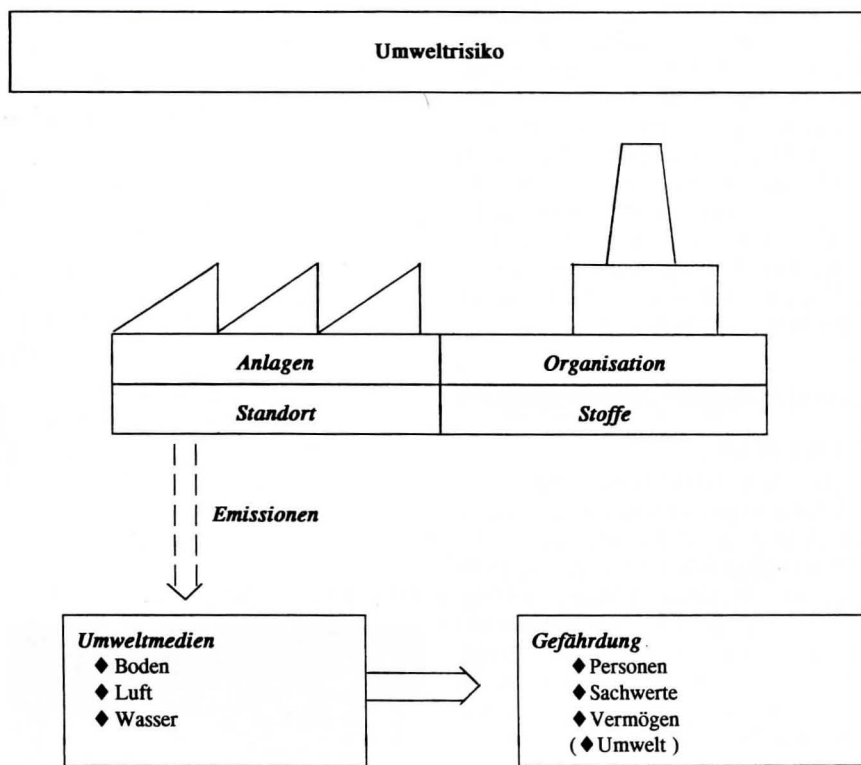 Umweltrisiko
Anlagen Organisation
Standort Stoffe
Emissionen
Umweltmedien
♦ Boden
♦ Luft
♦ Wasser
Gefährdung
♦ Personen
♦ Sachwerte
♦ Vermögen
( ♦ Umwelt )